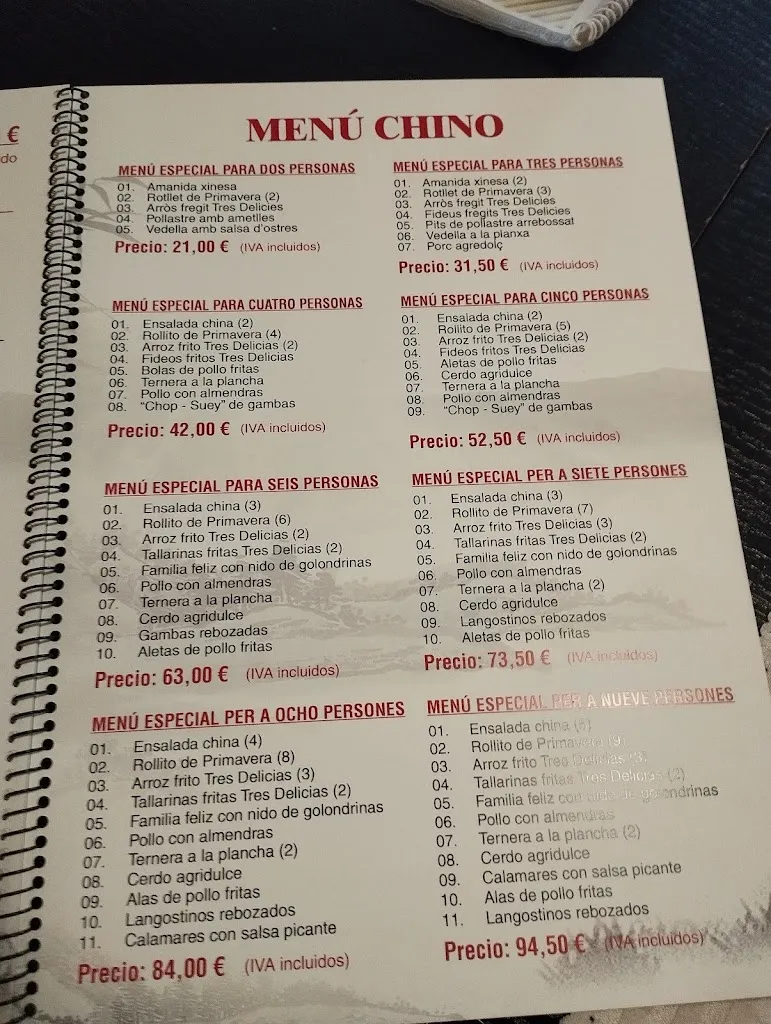 €
do
MENÚ CHINO
MENÚ ESPECIAL PARA DOS PERSONAS
01. Amanida xinesa
02. Rotllet de Primavera (2)
03. Arròs fregit Tres Delicies
04. Pollastre amb ametlles
05. Vedella amb salsa d'ostres
Precio: 21,00 € (IVA incluidos)
MENÚ ESPECIAL PARA TRES PERSONAS
01. Amanida xinesa (2)
02. Rotllet de Primavera (3)
03. Arròs fregit Tres Delicies
04. Fideus fregits Tres Delicies
05. Pits de pollastre arrebossat
06. Vedella a la planxa
07. Porc agredolç
Precio: 31,50 € (IVA incluidos)
MENÚ ESPECIAL PARA CUATRO PERSONAS
01. Ensalada china (2)
02. Rollito de Primavera (4)
03. Arroz frito Tres Delicias (2)
04. Fideos fritos Tres Delicias
05. Bolas de pollo fritas
06. Ternera a la plancha
07. Pollo con almendras
08. "Chop - Suey" de gambas
Precio: 42,00 € (IVA incluidos)
MENÚ ESPECIAL PARA CINCO PERSONAS
01. Ensalada china (2)
02. Rollito de Primavera (5)
03. Arroz frito Tres Delicias (2)
04. Fideos fritos Tres Delicias
05. Aletas de pollo fritas
06. Cerdo agridulce
07. Ternera a la plancha
08. Pollo con almendras
09. "Chop - Suey" de gambas
Precio: 52,50 € (IVA incluidos)
MENÚ ESPECIAL PARA SEIS PERSONAS
01. Ensalada china (3)
02. Rollito de Primavera (6)
03. Arroz frito Tres Delicias (2)
04. Tallarinas fritas Tres Delicias (2)
05. Familia feliz con nido de golondrinas
06. Pollo con almendras
07. Ternera a la plancha
08. Cerdo agridulce
09. Gambas rebozadas
10. Aletas de pollo fritas
Precio: 63,00 € (IVA incluidos)
MENÚ ESPECIAL PER A SIETE PERSONES
01. Ensalada china (3)
02. Rollito de Primavera (7)
03. Arroz frito Tres Delicias (3)
04. Tallarinas fritas Tres Delicias (2)
05. Familia feliz con nido de golondrinas
06. Pollo con almendras
07. Ternera a la plancha (2)
08. Cerdo agridulce
09. Langostinos rebozados
10. Aletas de pollo fritas
Precio: 73,50 € (IVA incluidos)
MENÚ ESPECIAL PER A OCHO PERSONES
01. Ensalada china (4)
02. Rollito de Primavera (8)
03. Arroz frito Tres Delicias (3)
04. Tallarinas fritas Tres Delicias (2)
05. Familia feliz con nido de golondrinas
06. Pollo con almendras
07. Ternera a la plancha (2)
08. Cerdo agridulce
09. Alas de pollo fritas
10. Langostinos rebozados
11. Calamares con salsa picante
Precio: 84,00 € (IVA incluidos)
MENÚ ESPECIAL PER A NUEVE PERSONES
01. Ensalada china
02. Rollito de Primavera (9)
03. Arroz frito Tres Delicias (3)
04. Tallarinas fritas Tres Delicias (2)
05. Familia feliz con nido de golondrinas
06. Pollo con almendras
07. Ternera a la plancha (2)
08. Cerdo agridulce
09. Calamares con salsa picante
10. Alas de pollo fritas
11. Langostinos rebozados
Precio: 94,50 € (IVA incluidos)